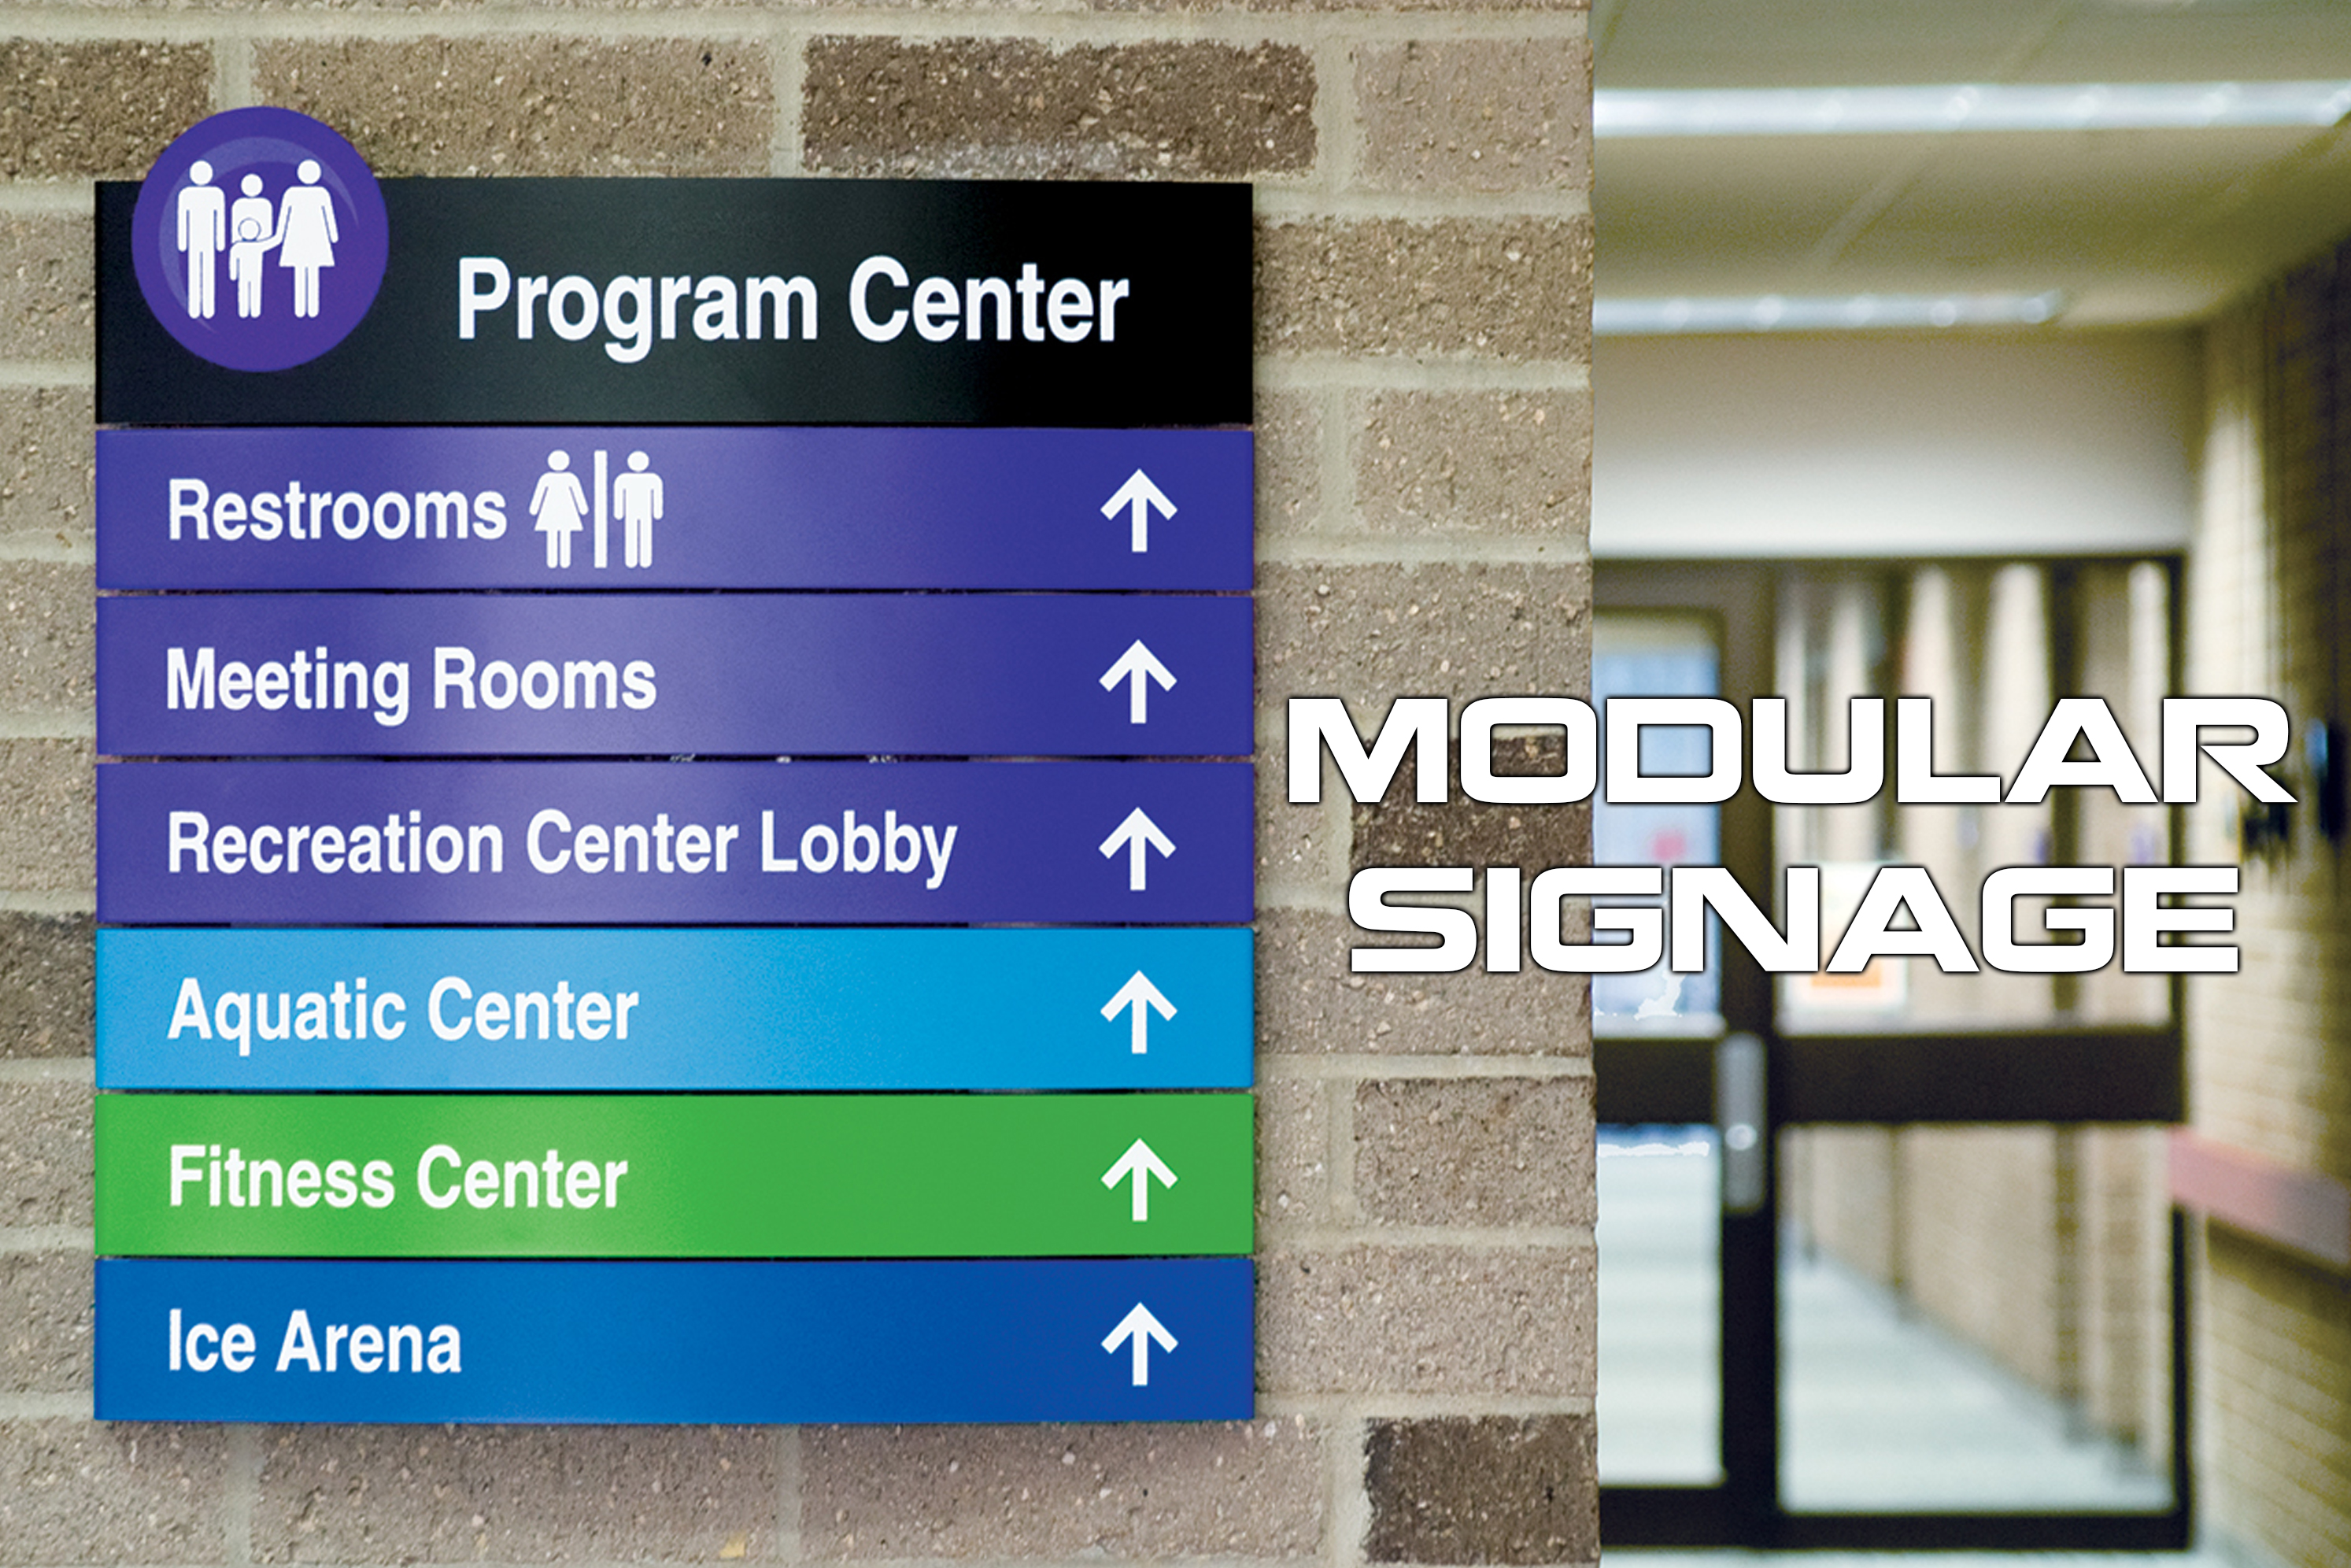 Program Center
Restrooms
Meeting Rooms
Recreation Center Lobby
Aquatic Center
Fitness Center
Ice Arena
MODULAR
SIGNAGE